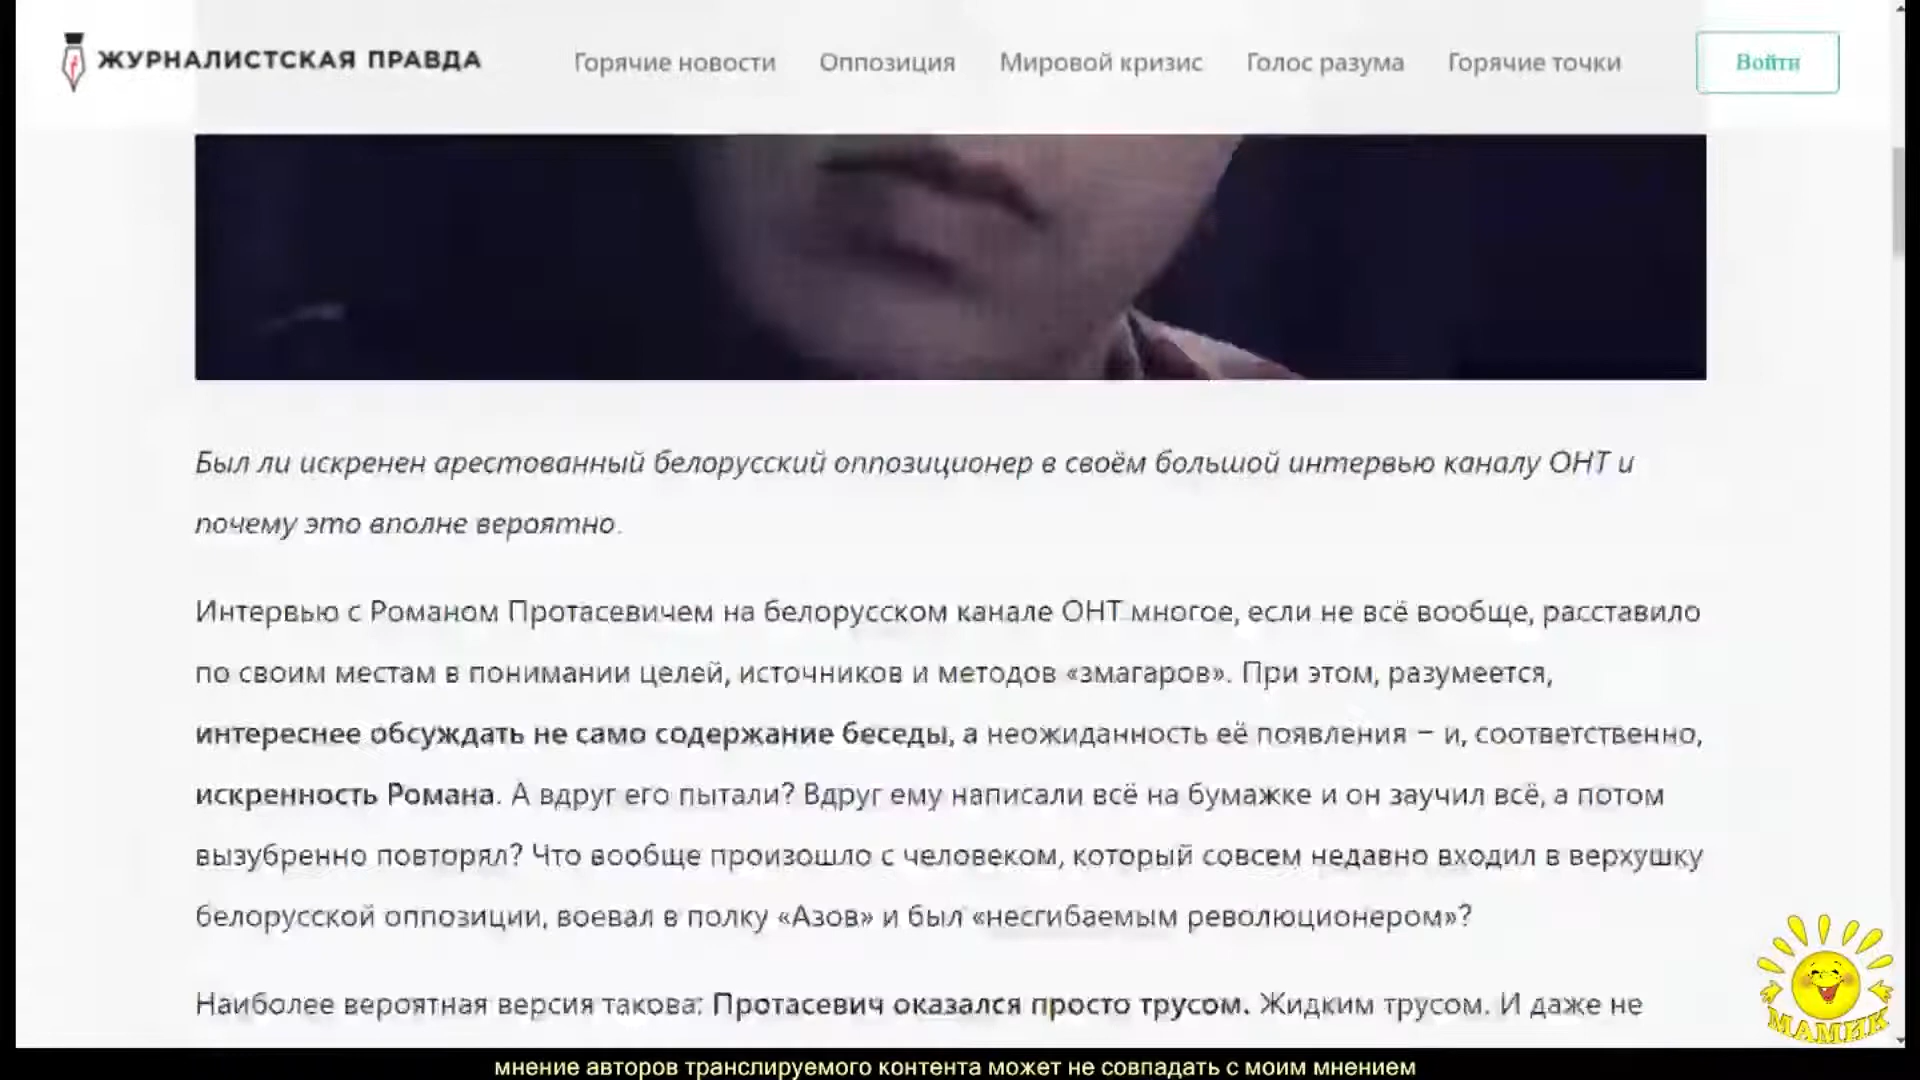 ЖУРНАЛИСТСКАЯ ПРАВДА
Горячие новости
Оппозиция
Мировой кризис
Голос разума
Горячие точки
Войти
Был ли искренен арестованный белорусский оппозиционер в своём большой интервью каналу ОНТ и
почему это вполне вероятно.
Интервью с Романом Протасевичем на белорусском канале ОНТ многое, если не всё вообще, расставило
по своим местам в понимании целей, источников и методов «змагаров». При этом, разумеется,
интереснее обсуждать не само содержание беседы, а неожиданность её появления – и, соответственно,
искренность Романа. А вдруг его пытали? Вдруг ему написали всё на бумажке и он заучил всё, а потом
вызубренно повторял? Что вообще произошло с человеком, который совсем недавно входил в верхушку
белорусской оппозиции, воевал в полку «Азов» и был «несгибаемым революционером»?
Наиболее вероятная версия такова: Протасевич оказался просто трусом. Жидким трусом. И даже не
МАМИК
мнение авторов транслируемого контента может не совпадать с моим мнением